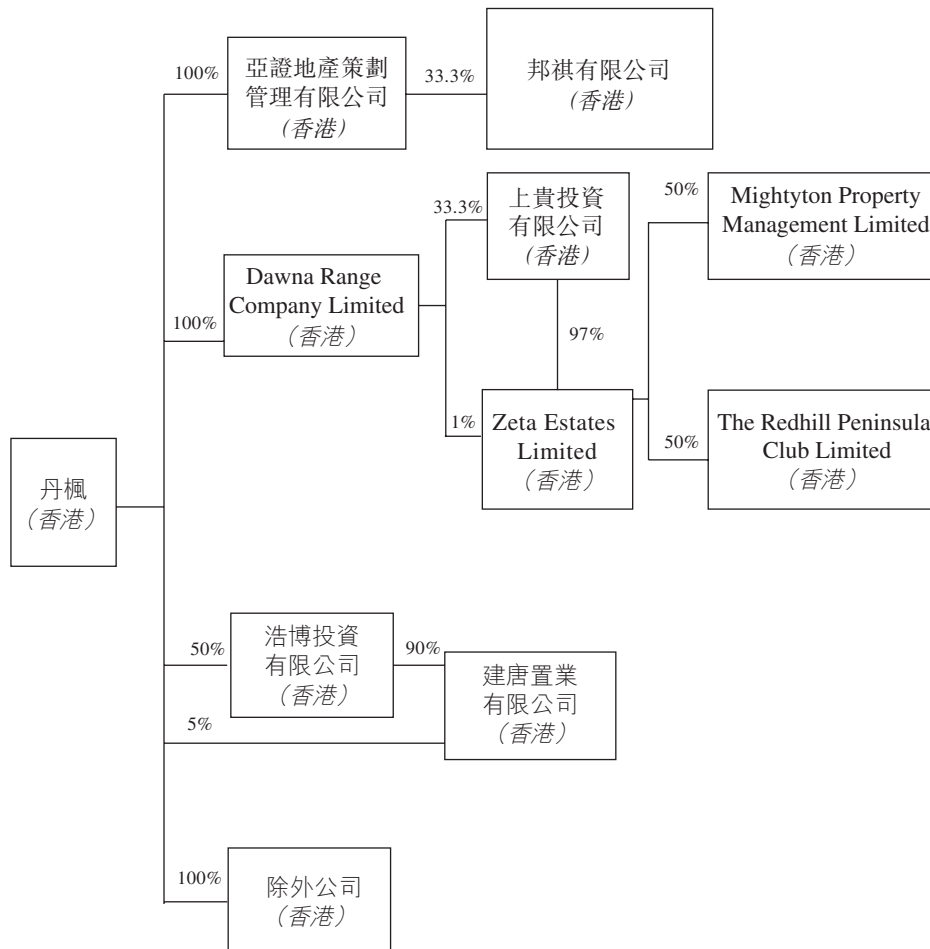 100%
亞證地產策劃
管理有限公司
(香港)
33.3%
邦祺有限公司
(香港)
33.3%
上貴投資
有限公司
(香港)
50%
Mightyton Property
Management Limited
(香港)
100%
Dawna Range
Company Limited
(香港)
97%
1%
Zeta Estates
Limited
(香港)
50%
The Redhill Peninsula
Club Limited
(香港)
丹楓
(香港)
50%
浩博投資
有限公司
(香港)
90%
建唐置業
有限公司
(香港)
5%
100%
除外公司
(香港)